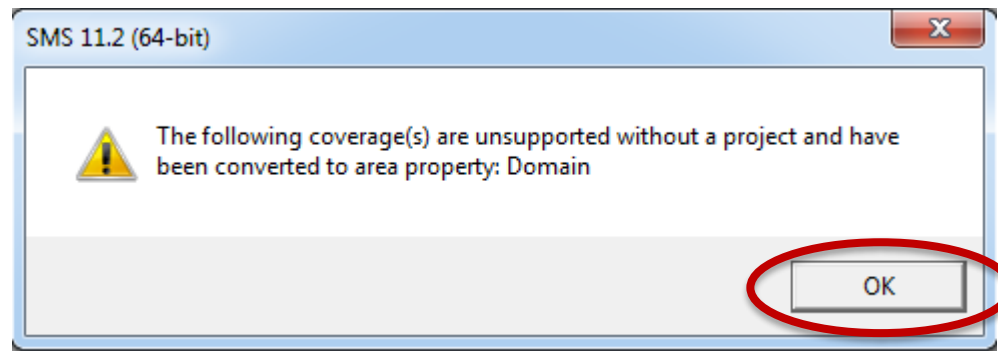 SMS 11.2 (64-bit)
The following coverage(s) are unsupported without a project and have
been converted to area property: Domain
OK